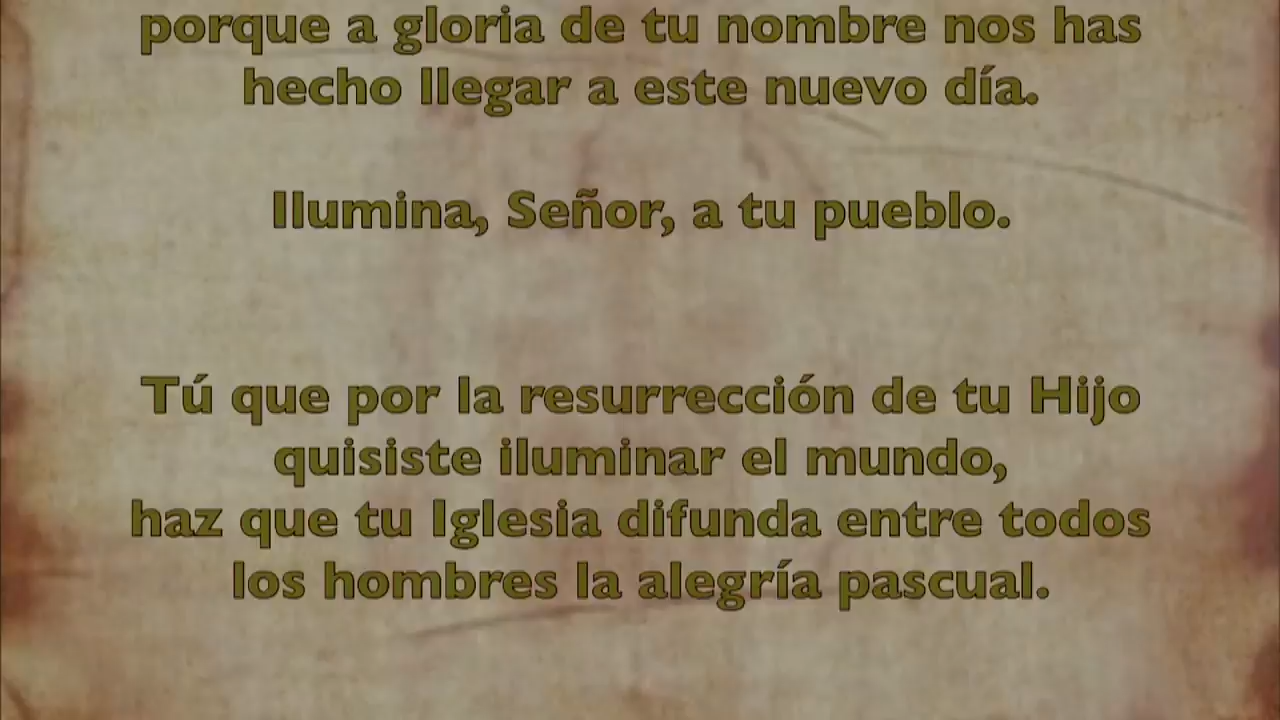 porque a gloria de tu nombre nos has
hecho llegar a este nuevo día.
Ilumina, Señor, a tu pueblo.
Tú que por la resurrección de tu Hijo
quisiste iluminar el mundo,
haz que tu Iglesia difunda entre todos
los hombres la alegría pascual.